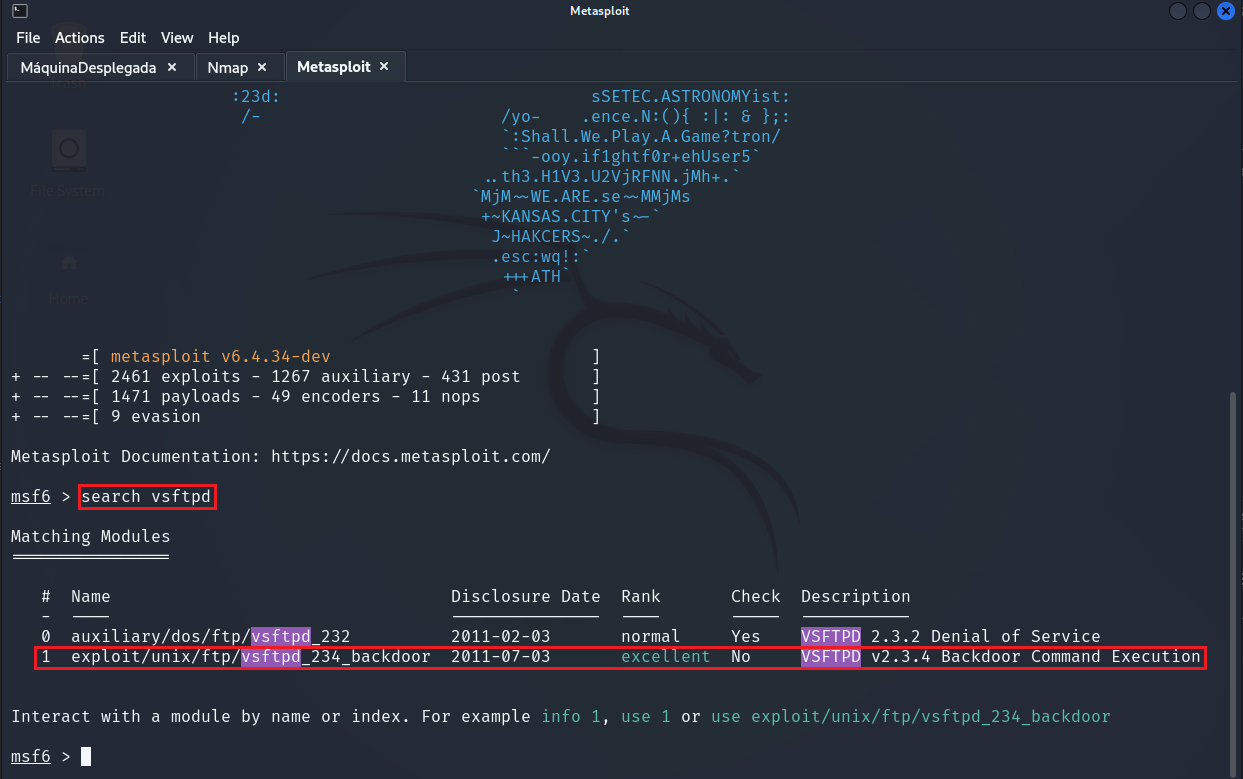 Metasploit
File Actions Edit View Help
MáquinaDesplegada × Nmap × Metasploit ×
:23d: sSETEC.ASTRONOMYist:
/- /yo- .ence.N:(){ :|: & };:
`:Shall.We.Play.A.Game?tron/
```-ooy.if1ghtf0r+ehUser5`
..th3.H1V3.U2VjRFNN.jMh+.`
`MjM~~WE.ARE.se~~MMjMs
+~KANSAS.CITY's~-`
J~HAKCERS~./.`
.esc:wq!:`
+++ATH`
`
File System
Home
=[ metasploit v6.4.34-dev ]
+ -- --=[ 2461 exploits - 1267 auxiliary - 431 post ]
+ -- --=[ 1471 payloads - 49 encoders - 11 nops ]
+ -- --=[ 9 evasion ]
Metasploit Documentation: https://docs.metasploit.com/
msf6 > search vsftpd
Matching Modules
================
# Name Disclosure Date Rank Check Description
- ---- --------------- ---- ----- -----------
0 auxiliary/dos/ftp/vsftpd_232 2011-02-03 normal Yes VSFTPD 2.3.2 Denial of Service
1 exploit/unix/ftp/vsftpd_234_backdoor 2011-07-03 excellent No VSFTPD v2.3.4 Backdoor Command Execution
Interact with a module by name or index. For example info 1, use 1 or use exploit/unix/ftp/vsftpd_234_backdoor
msf6 >